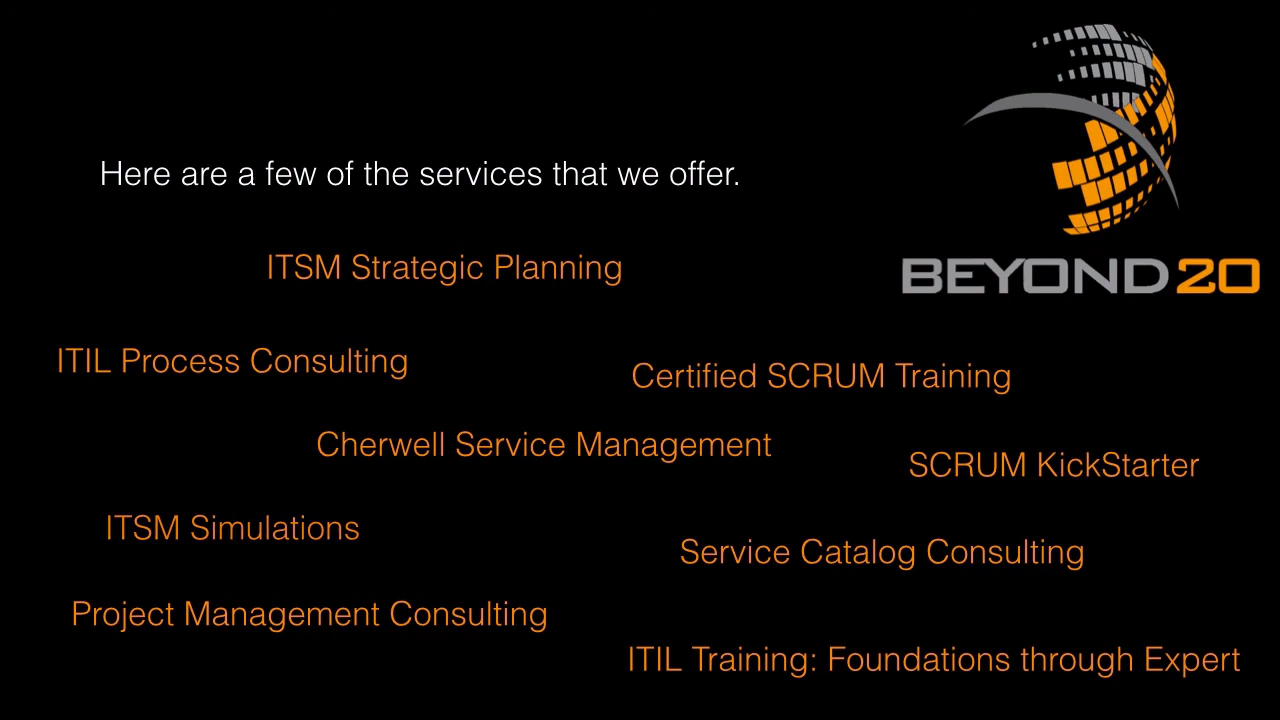 Here are a few of the services that we offer.
ITSM Strategic Planning
BEYOND20
ITIL Process Consulting
Certified SCRUM Training
Cherwell Service Management
SCRUM KickStarter
ITSM Simulations
Service Catalog Consulting
Project Management Consulting
ITIL Training: Foundations through Expert